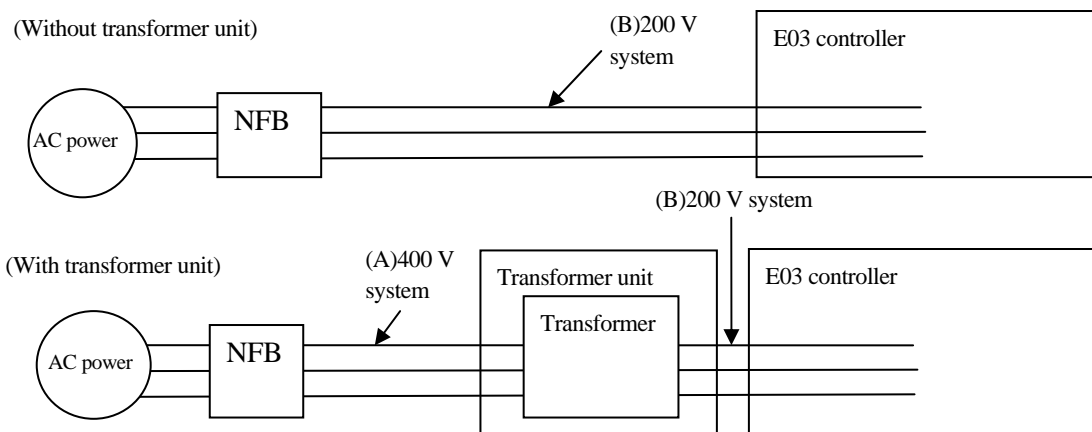 (Without transformer unit)
(B)200 V
system
E03 controller
AC power
NFB
(B)200 V system
(With transformer unit)
(A)400 V
system
Transformer unit
E03 controller
Transformer
AC power
NFB